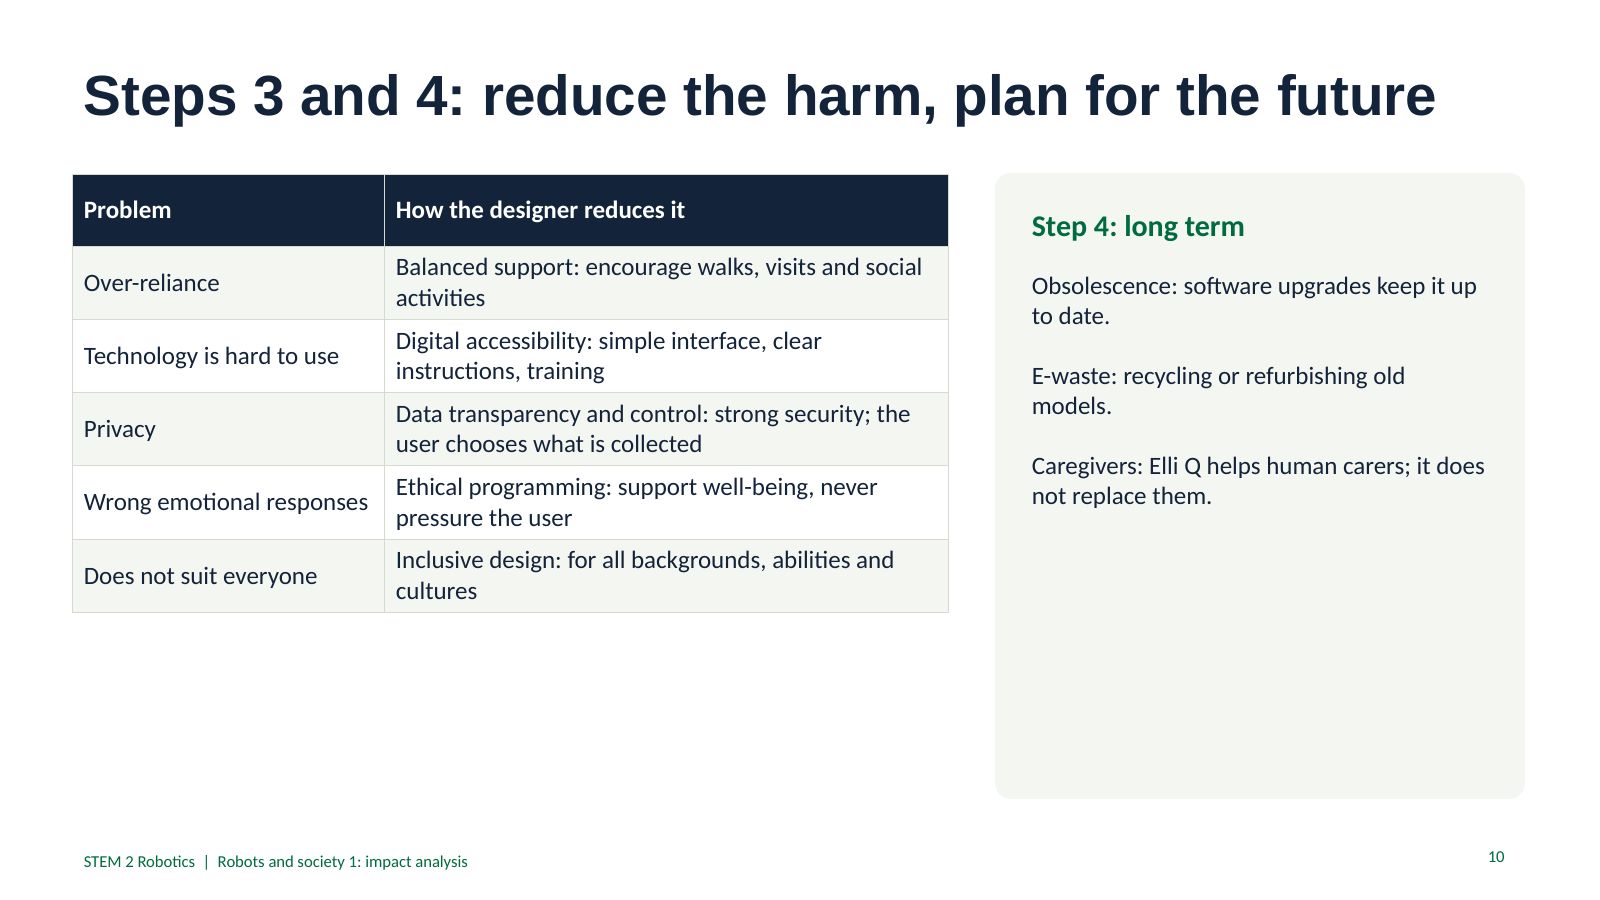 Steps 3 and 4: reduce the harm, plan for the future
Problem
How the designer reduces it
Over-reliance
Balanced support: encourage walks, visits and social
activities
Technology is hard to use
Digital accessibility: simple interface, clear
instructions, training
Privacy
Data transparency and control: strong security; the
user chooses what is collected
Wrong emotional responses
Ethical programming: support well-being, never
pressure the user
Does not suit everyone
Inclusive design: for all backgrounds, abilities and
cultures
Step 4: long term
Obsolescence: software upgrades keep it up
to date.
E-waste: recycling or refurbishing old
models.
Caregivers: Elli Q helps human carers; it does
not replace them.
STEM 2 Robotics | Robots and society 1: impact analysis
10